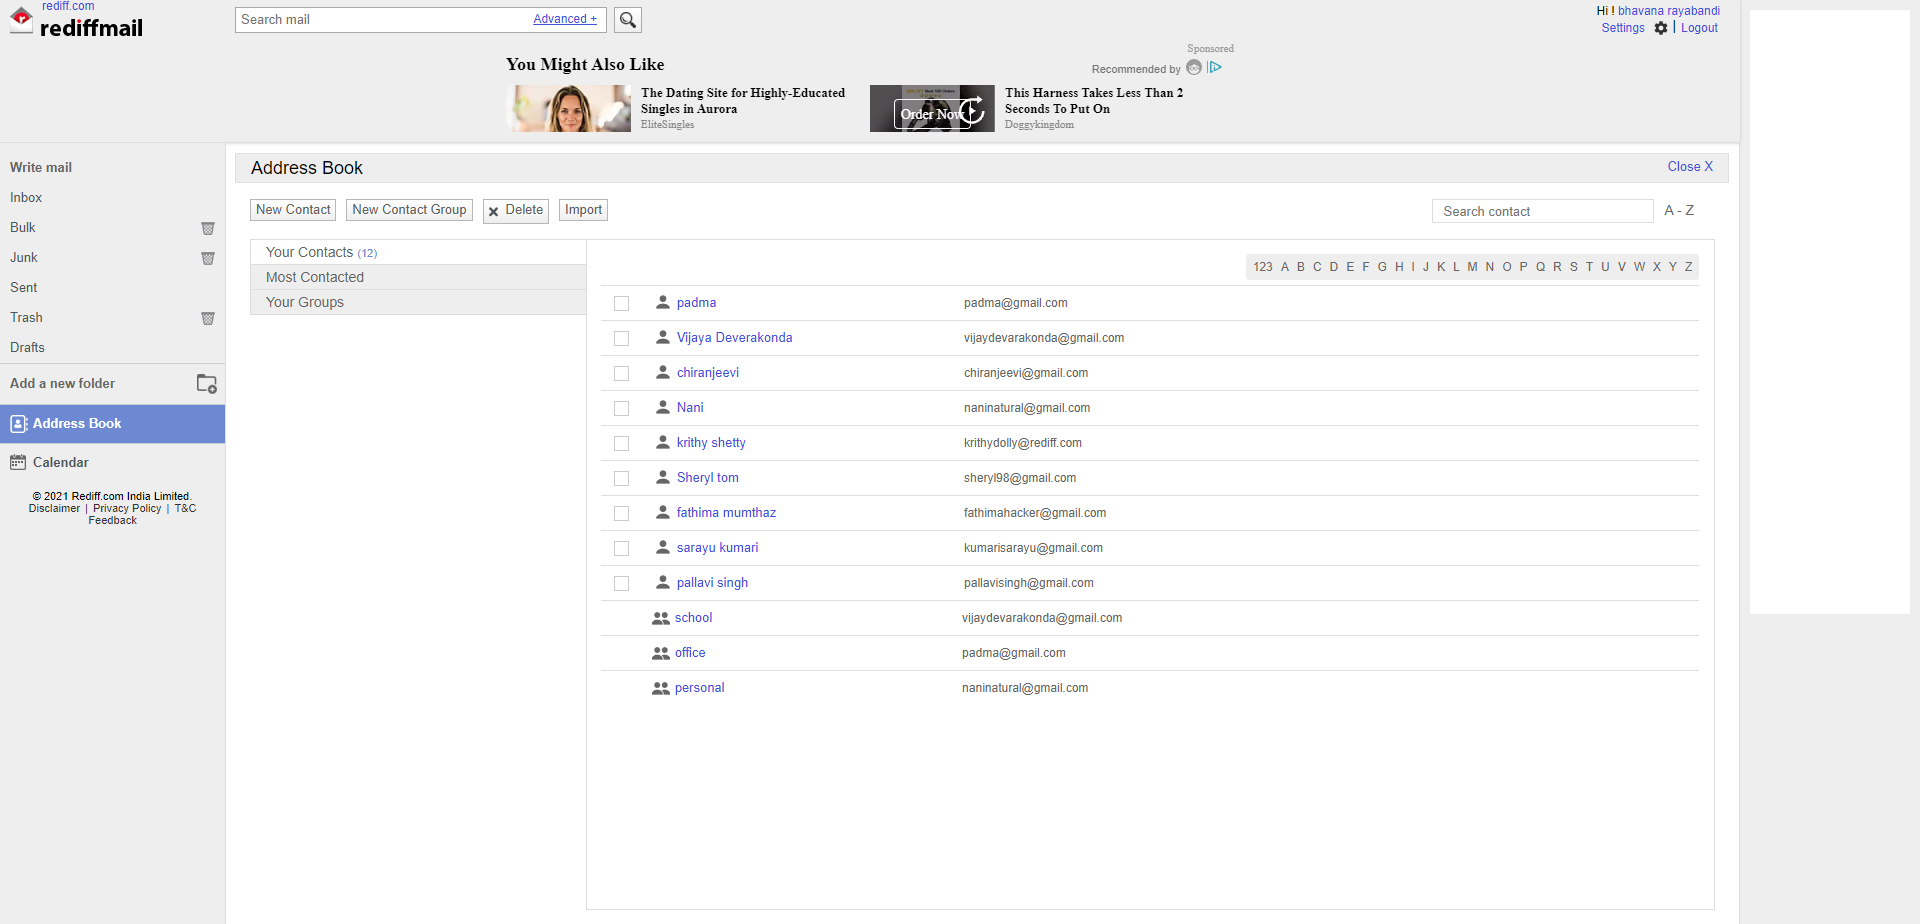 rediff.com
rediffmail
Search mail
Advanced +
Hi ! bhavana rayabandi
Settings | Logout
You Might Also Like
Sponsored
Recommended by
The Dating Site for Highly-Educated
Singles in Aurora
EliteSingles
Order Now
This Harness Takes Less Than 2
Seconds To Put On
Doggykingdom
Write mail
Inbox
Bulk
Junk
Sent
Trash
Drafts
Add a new folder
Address Book
Calendar
© 2021 Rediff.com India Limited.
Disclaimer | Privacy Policy | T&C
Feedback
Address Book
Close X
New Contact
New Contact Group
Delete
Import
Search contact
A - Z
Your Contacts (12)
Most Contacted
Your Groups
123 A B C D E F G H I J K L M N O P Q R S T U V W X Y Z
padma padma@gmail.com
Vijaya Deverakonda vijaydevarakonda@gmail.com
chiranjeevi chiranjeevi@gmail.com
Nani naninatural@gmail.com
krithy shetty krithydolly@rediff.com
Sheryl tom sheryl98@gmail.com
fathima mumthaz fathimahacker@gmail.com
sarayu kumari kumarisarayu@gmail.com
pallavi singh pallavisingh@gmail.com
school vijaydevarakonda@gmail.com
office padma@gmail.com
personal naninatural@gmail.com